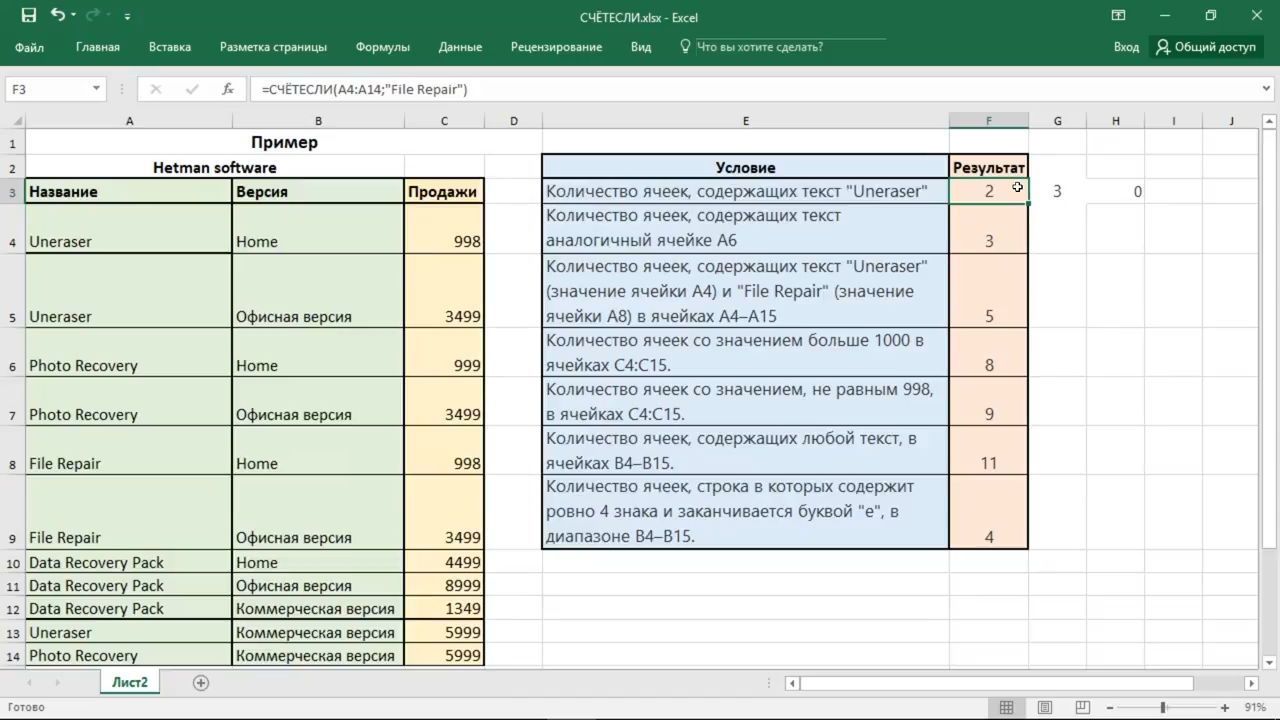 СЧЁТЕСЛИ.xlsx - Excel
Файл Главная Вставка Разметка страницы Формулы Данные Рецензирование Вид Что вы хотите сделать? Вход Общий доступ
F3 fx =СЧЁТЕСЛИ(A4:A14;"File Repair")
A B C D E F G H I J
1 Пример
2 Hetman software Условие Результат
3 Название Версия Продажи Количество ячеек, содержащих текст "Uneraser" 2 3 0
Количество ячеек, содержащих текст
4 Uneraser Home 998 аналогичный ячейке A6 3
Количество ячеек, содержащих текст "Uneraser"
(значение ячейки A4) и "File Repair" (значение
5 Uneraser Офисная версия 3499 ячейки A8) в ячейках A4–A15 5
Количество ячеек со значением больше 1000 в
6 Photo Recovery Home 999 ячейках C4:C15. 8
Количество ячеек со значением, не равным 998,
7 Photo Recovery Офисная версия 3499 в ячейках C4:C15. 9
Количество ячеек, содержащих любой текст, в
8 File Repair Home 998 ячейках B4–B15. 11
Количество ячеек, строка в которых содержит
ровно 4 знака и заканчивается буквой "e", в
9 File Repair Офисная версия 3499 диапазоне B4–B15. 4
10 Data Recovery Pack Home 4499
11 Data Recovery Pack Офисная версия 8999
12 Data Recovery Pack Коммерческая версия 1349
13 Uneraser Коммерческая версия 5999
14 Photo Recovery Коммерческая версия 5999
Лист2
Готово 91%